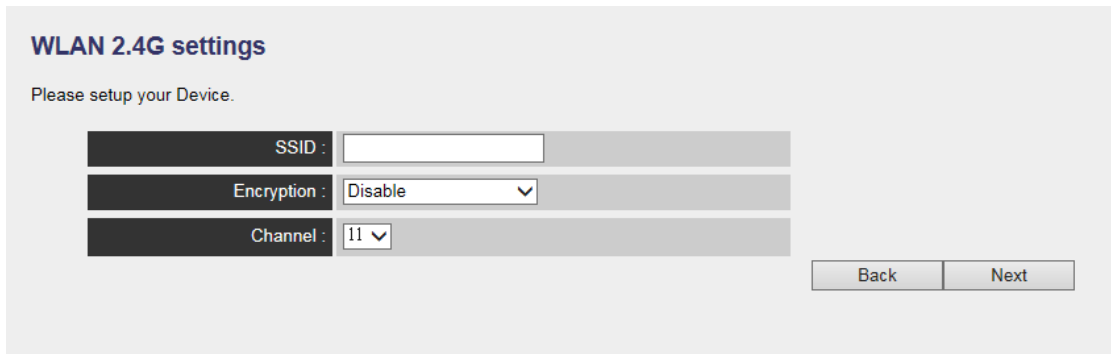 WLAN 2.4G settings
Please setup your Device.
SSID :
Encryption : Disable
Channel : 11
Back Next